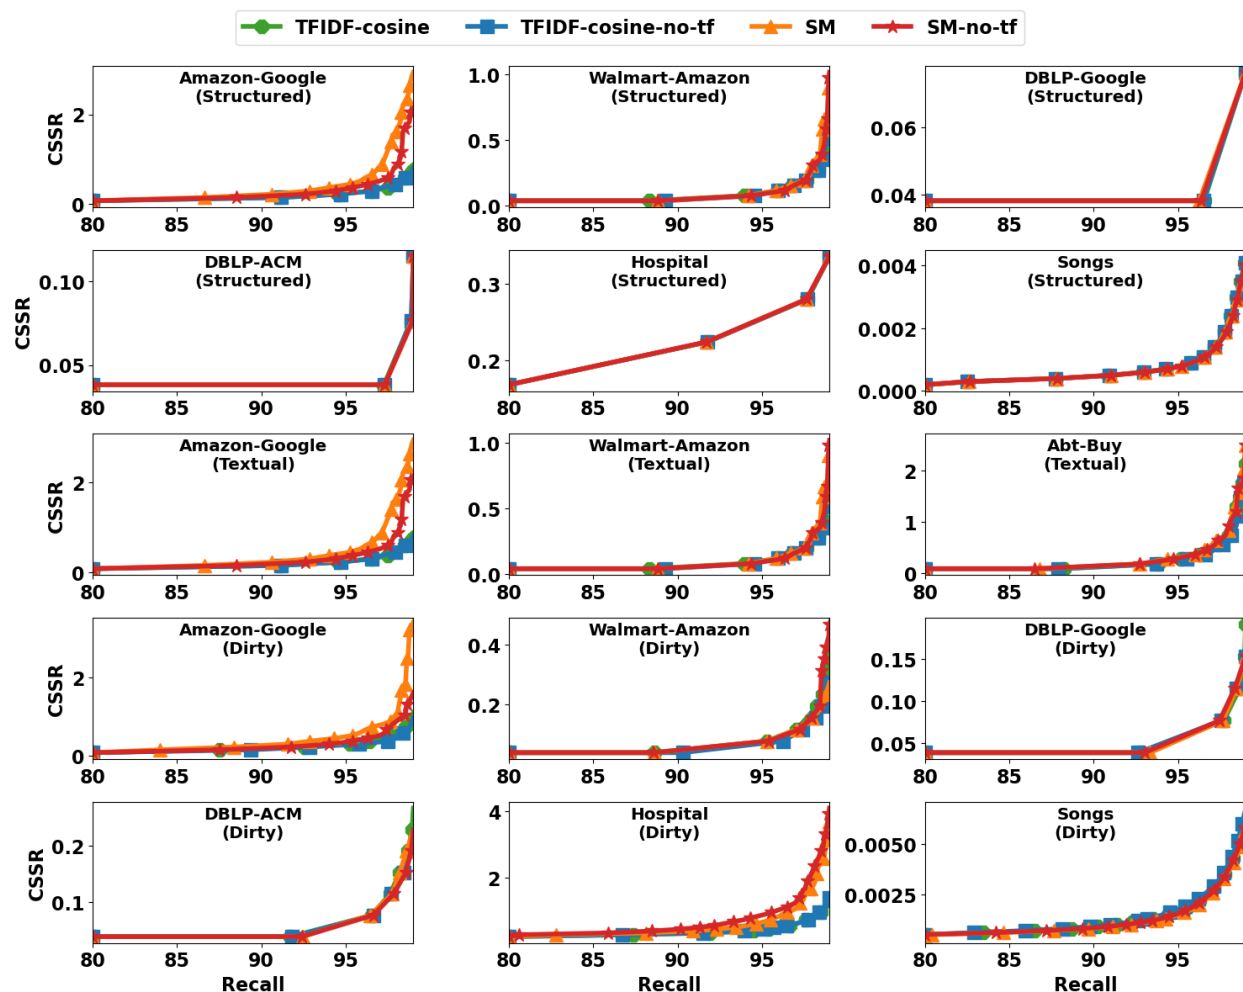 TFIDF-cosine TFIDF-cosine-no-tf SM SM-no-tf
Amazon-Google
(Structured)
CSSR
2
0
80 85 90 95
Walmart-Amazon
(Structured)
1.0
0.5
0.0
80 85 90 95
DBLP-Google
(Structured)
0.06
0.04
80 85 90 95
DBLP-ACM
(Structured)
CSSR
0.10
0.05
80 85 90 95
Hospital
(Structured)
0.3
0.2
80 85 90 95
Songs
(Structured)
0.004
0.002
0.000
80 85 90 95
Amazon-Google
(Textual)
CSSR
2
0
80 85 90 95
Walmart-Amazon
(Textual)
1.0
0.5
0.0
80 85 90 95
Abt-Buy
(Textual)
2
1
0
80 85 90 95
Amazon-Google
(Dirty)
CSSR
2
0
80 85 90 95
Walmart-Amazon
(Dirty)
0.4
0.2
80 85 90 95
DBLP-Google
(Dirty)
0.15
0.10
0.05
80 85 90 95
DBLP-ACM
(Dirty)
CSSR
0.2
0.1
80 85 90 95
Recall
Hospital
(Dirty)
4
2
80 85 90 95
Recall
Songs
(Dirty)
0.0050
0.0025
80 85 90 95
Recall